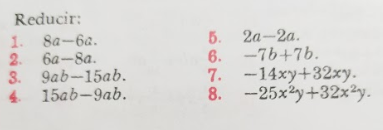 Reducir:
1. 8a—6a.
2. 6a—8a.
3. 9ab—15ab.
4. 15ab—9ab.
5. 2a—2a.
6. —7b+7b.
7. —14xy+32xy.
8. —25x²y+32x²y.